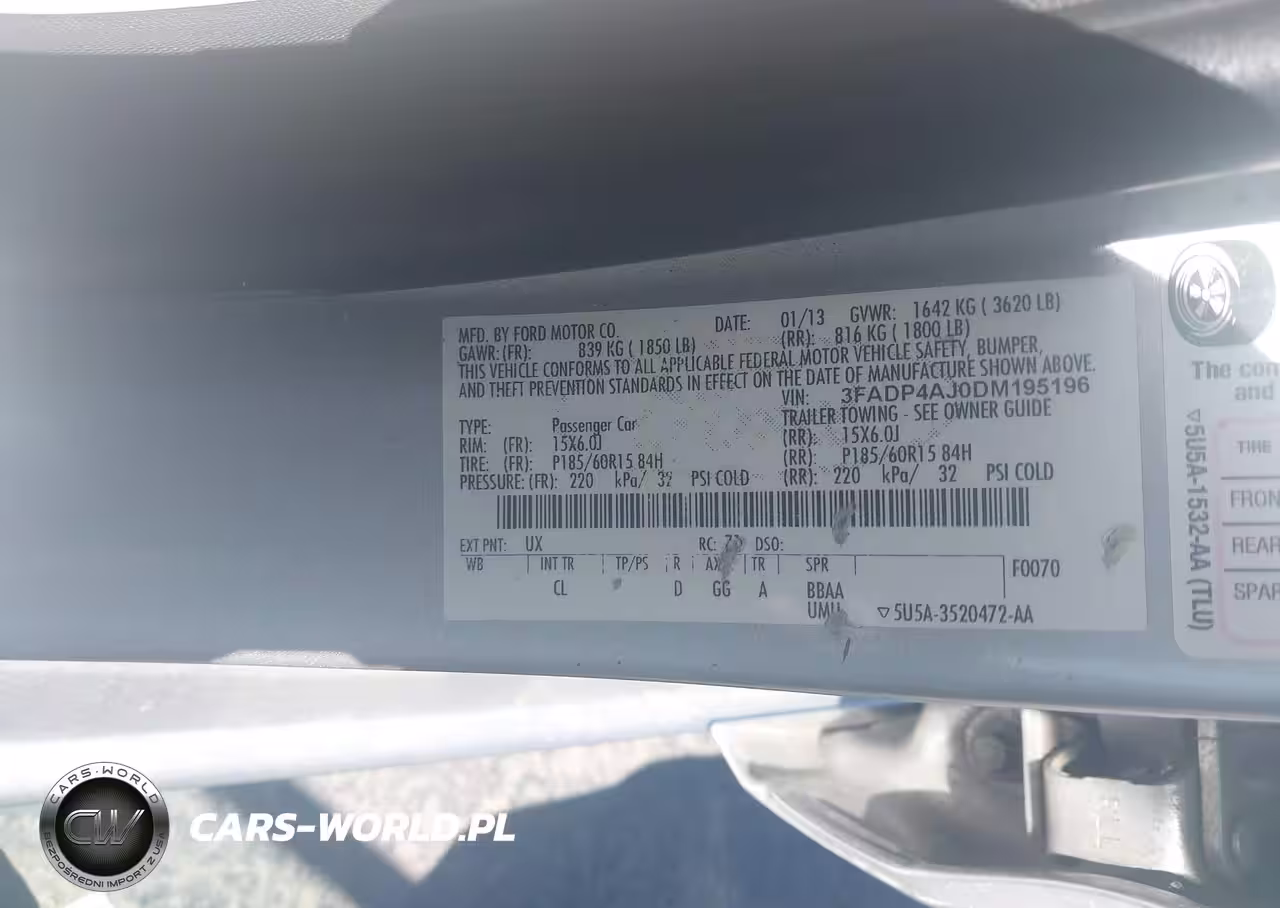 MFD. BY FORD MOTOR CO. DATE: 01/13 GVWR: 1642 KG ( 3620 LB)
GAWR: (FR): 839 KG ( 1850 LB) (RR): 816 KG ( 1800 LB)
THIS VEHICLE CONFORMS TO ALL APPLICABLE FEDERAL MOTOR VEHICLE SAFETY, BUMPER,
AND THEFT PREVENTION STANDARDS IN EFFECT ON THE DATE OF MANUFACTURE SHOWN ABOVE.
VIN: 3FADP4AJ0DM195196
TYPE: Passenger Car TRAILER TOWING - SEE OWNER GUIDE
RIM: (FR): 15X6.0J (RR): 15X6.0J
TIRE: (FR): P185/60R15 84H (RR): P185/60R15 84H
PRESSURE: (FR): 220 kPa/ 32 PSI COLD (RR): 220 kPa/ 32 PSI COLD
EXT PNT: UX RC: DSO:
WB INT TR TP/PS R AX TR SPR F0070
CL D GG A BBAA
▽5U5A-3520472-AA
The con
and
▽5U5A-1532-AA (TLU)
TIRE
FRON
REAR
SPAR
CARS-WORLD
CW
BEZPOŚREDNI IMPORT Z USA
CARS-WORLD.PL